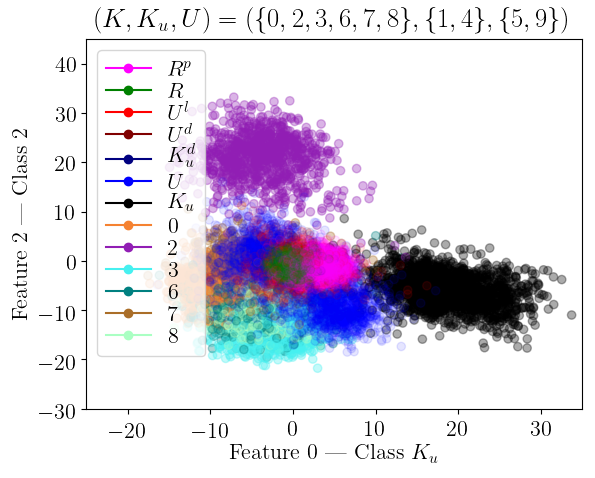 (K, K_u, U) = ({0, 2, 3, 6, 7, 8}, {1, 4}, {5, 9})
Feature 2 — Class 2
40
30
20
10
0
−10
−20
−30
R^p
R
U^l
U^d
K_u^d
U
K_u
0
2
3
6
7
8
−20 −10 0 10 20 30
Feature 0 — Class K_u